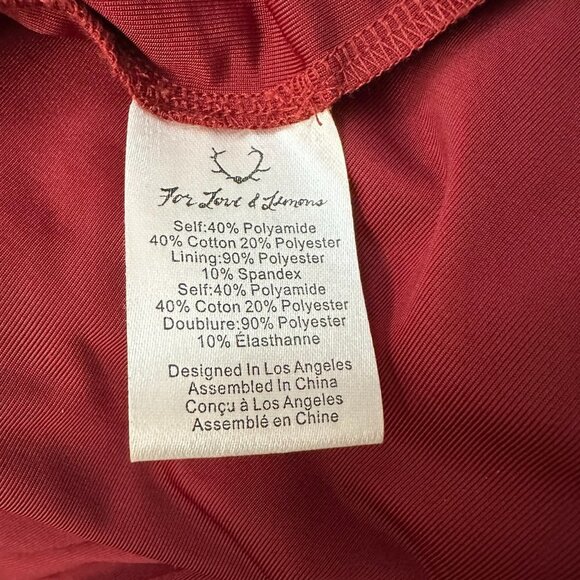 For Love & Lemons
Self:40% Polyamide
40% Cotton 20% Polyester
Lining:90% Polyester
10% Spandex
Self:40% Polyamide
40% Coton 20% Polyester
Doublure:90% Polyester
10% Élasthanne
Designed In Los Angeles
Assembled In China
Conçu à Los Angeles
Assemblé en Chine